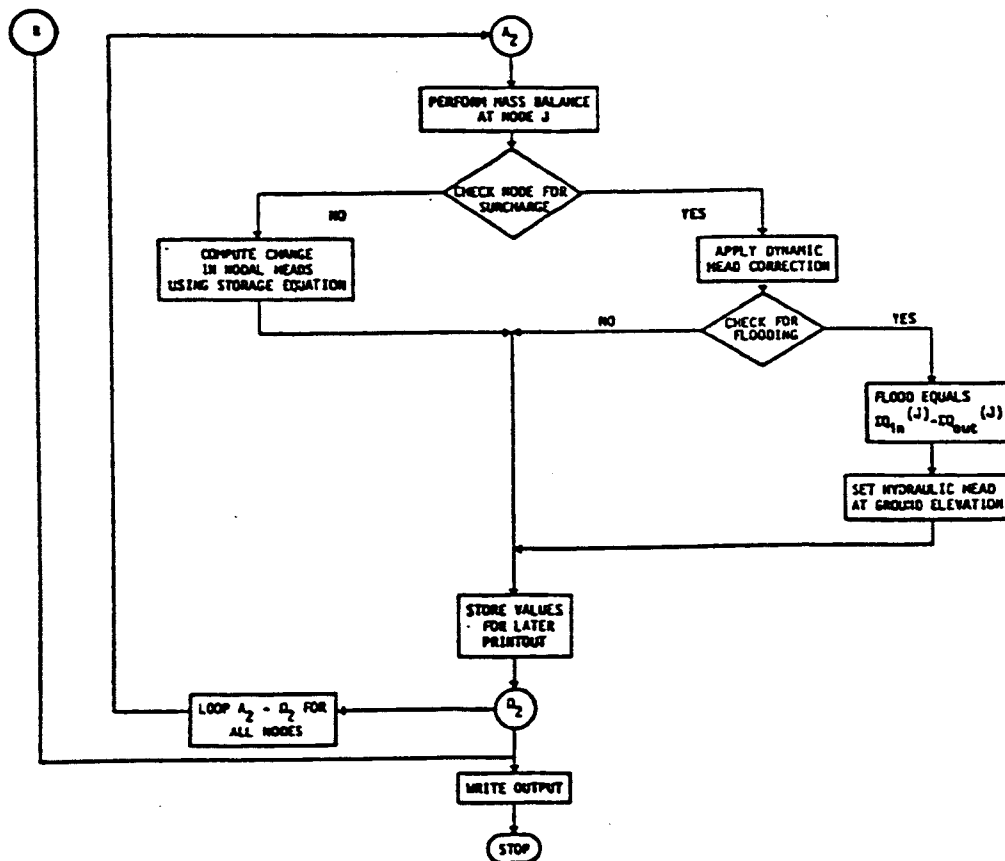 B
A2
PERFORM MASS BALANCE
AT NODE J
CHECK NODE FOR
SURCHARGE
NO
YES
COMPUTE CHANGE
IN NODAL HEADS
USING STORAGE EQUATION
APPLY DYNAMIC
HEAD CORRECTION
NO
CHECK FOR
FLOODING
YES
FLOOD EQUALS
ΣQin(J)-ΣQout(J)
SET HYDRAULIC HEAD
AT GROUND ELEVATION
STORE VALUES
FOR LATER
PRINTOUT
LOOP A2 - Ω2 FOR
ALL NODES
Ω2
WRITE OUTPUT
STOP